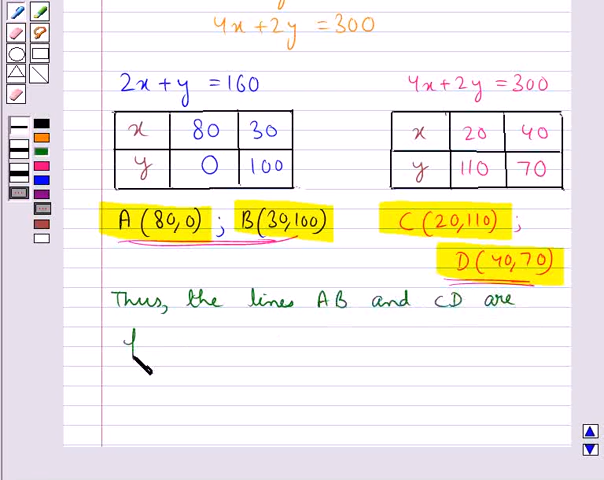 4x + 2y = 300
2x + y = 160
x 80 30
y 0 100
A (80,0) ; B (30,100)
4x + 2y = 300
x 20 40
y 110 70
C (20,110) ;
D (40,70)
Thus, the lines AB and CD are